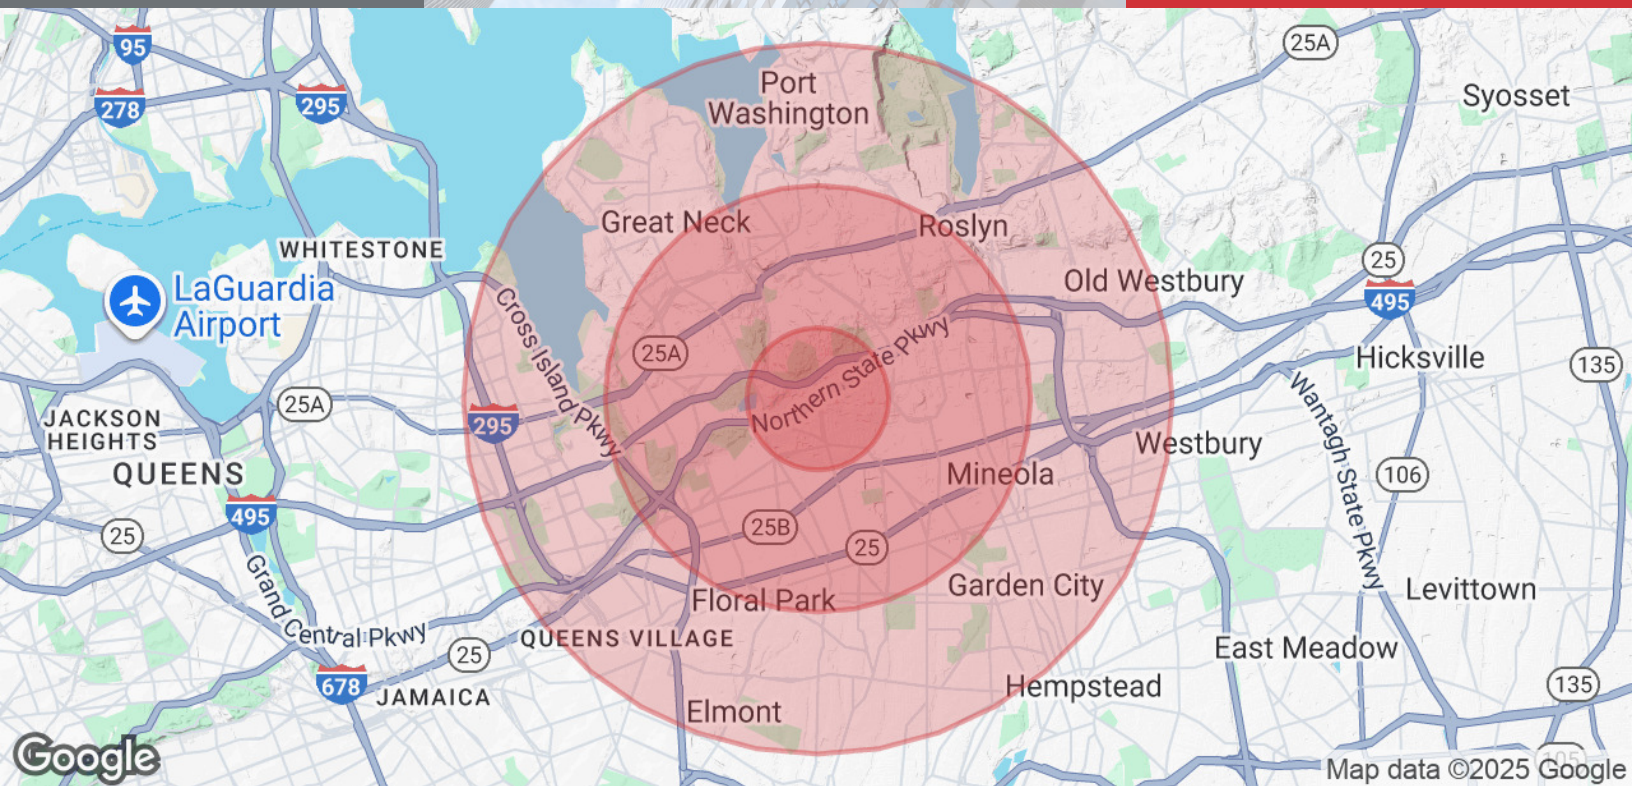 95
278
295
25A
Syosset
Port
Washington
Great Neck
Roslyn
WHITESTONE
LaGuardia
Airport
Old Westbury
25
495
Cross Island Pkwy
25A
Northern State Pkwy
Hicksville
135
JACKSON
HEIGHTS
25A
295
Wantagh State Pkwy
Westbury
QUEENS
Mineola
106
495
25
25B
25
Grand Central Pkwy
Garden City
Levittown
Floral Park
QUEENS VILLAGE
25
East Meadow
678
JAMAICA
Hempstead
135
Elmont
Google
Map data ©2025 Google